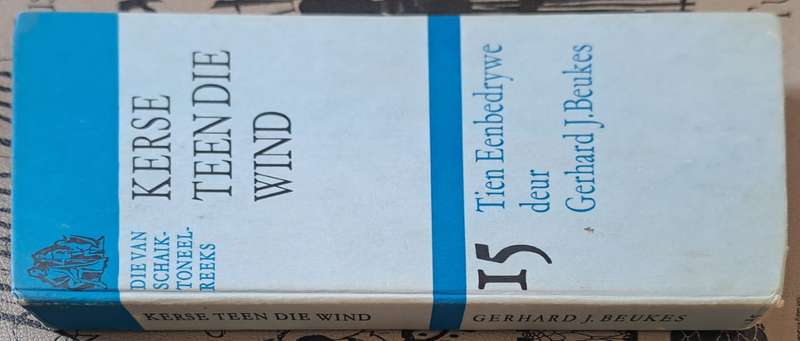 DIE VAN
SCHAIK-
TONEEL-
REEKS
KERSE
TEEN DIE
WIND
15
Tien Eenbedrywe
deur
Gerhard J. Beukes
KERSE TEEN DIE WIND
GERHARD J. BEUKES